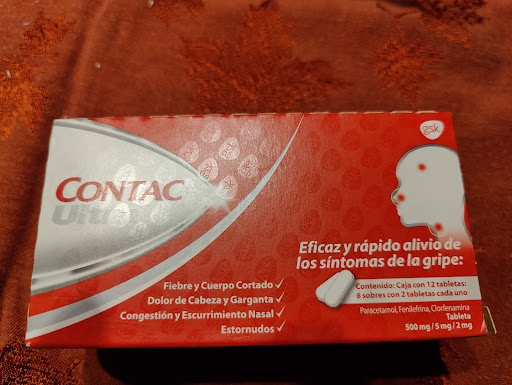 gsk
CONTAC
Ultra
Eficaz y rápido alivio de
los síntomas de la gripe:
Fiebre y Cuerpo Cortado ✓
Dolor de Cabeza y Garganta ✓
Congestión y Escurrimiento Nasal ✓
Estornudos ✓
Contenido: Caja con 12 tabletas:
6 sobres con 2 tabletas cada uno
Paracetamol, Fenilefrina, Clorfenamina
Tableta
500 mg / 5 mg / 2 mg